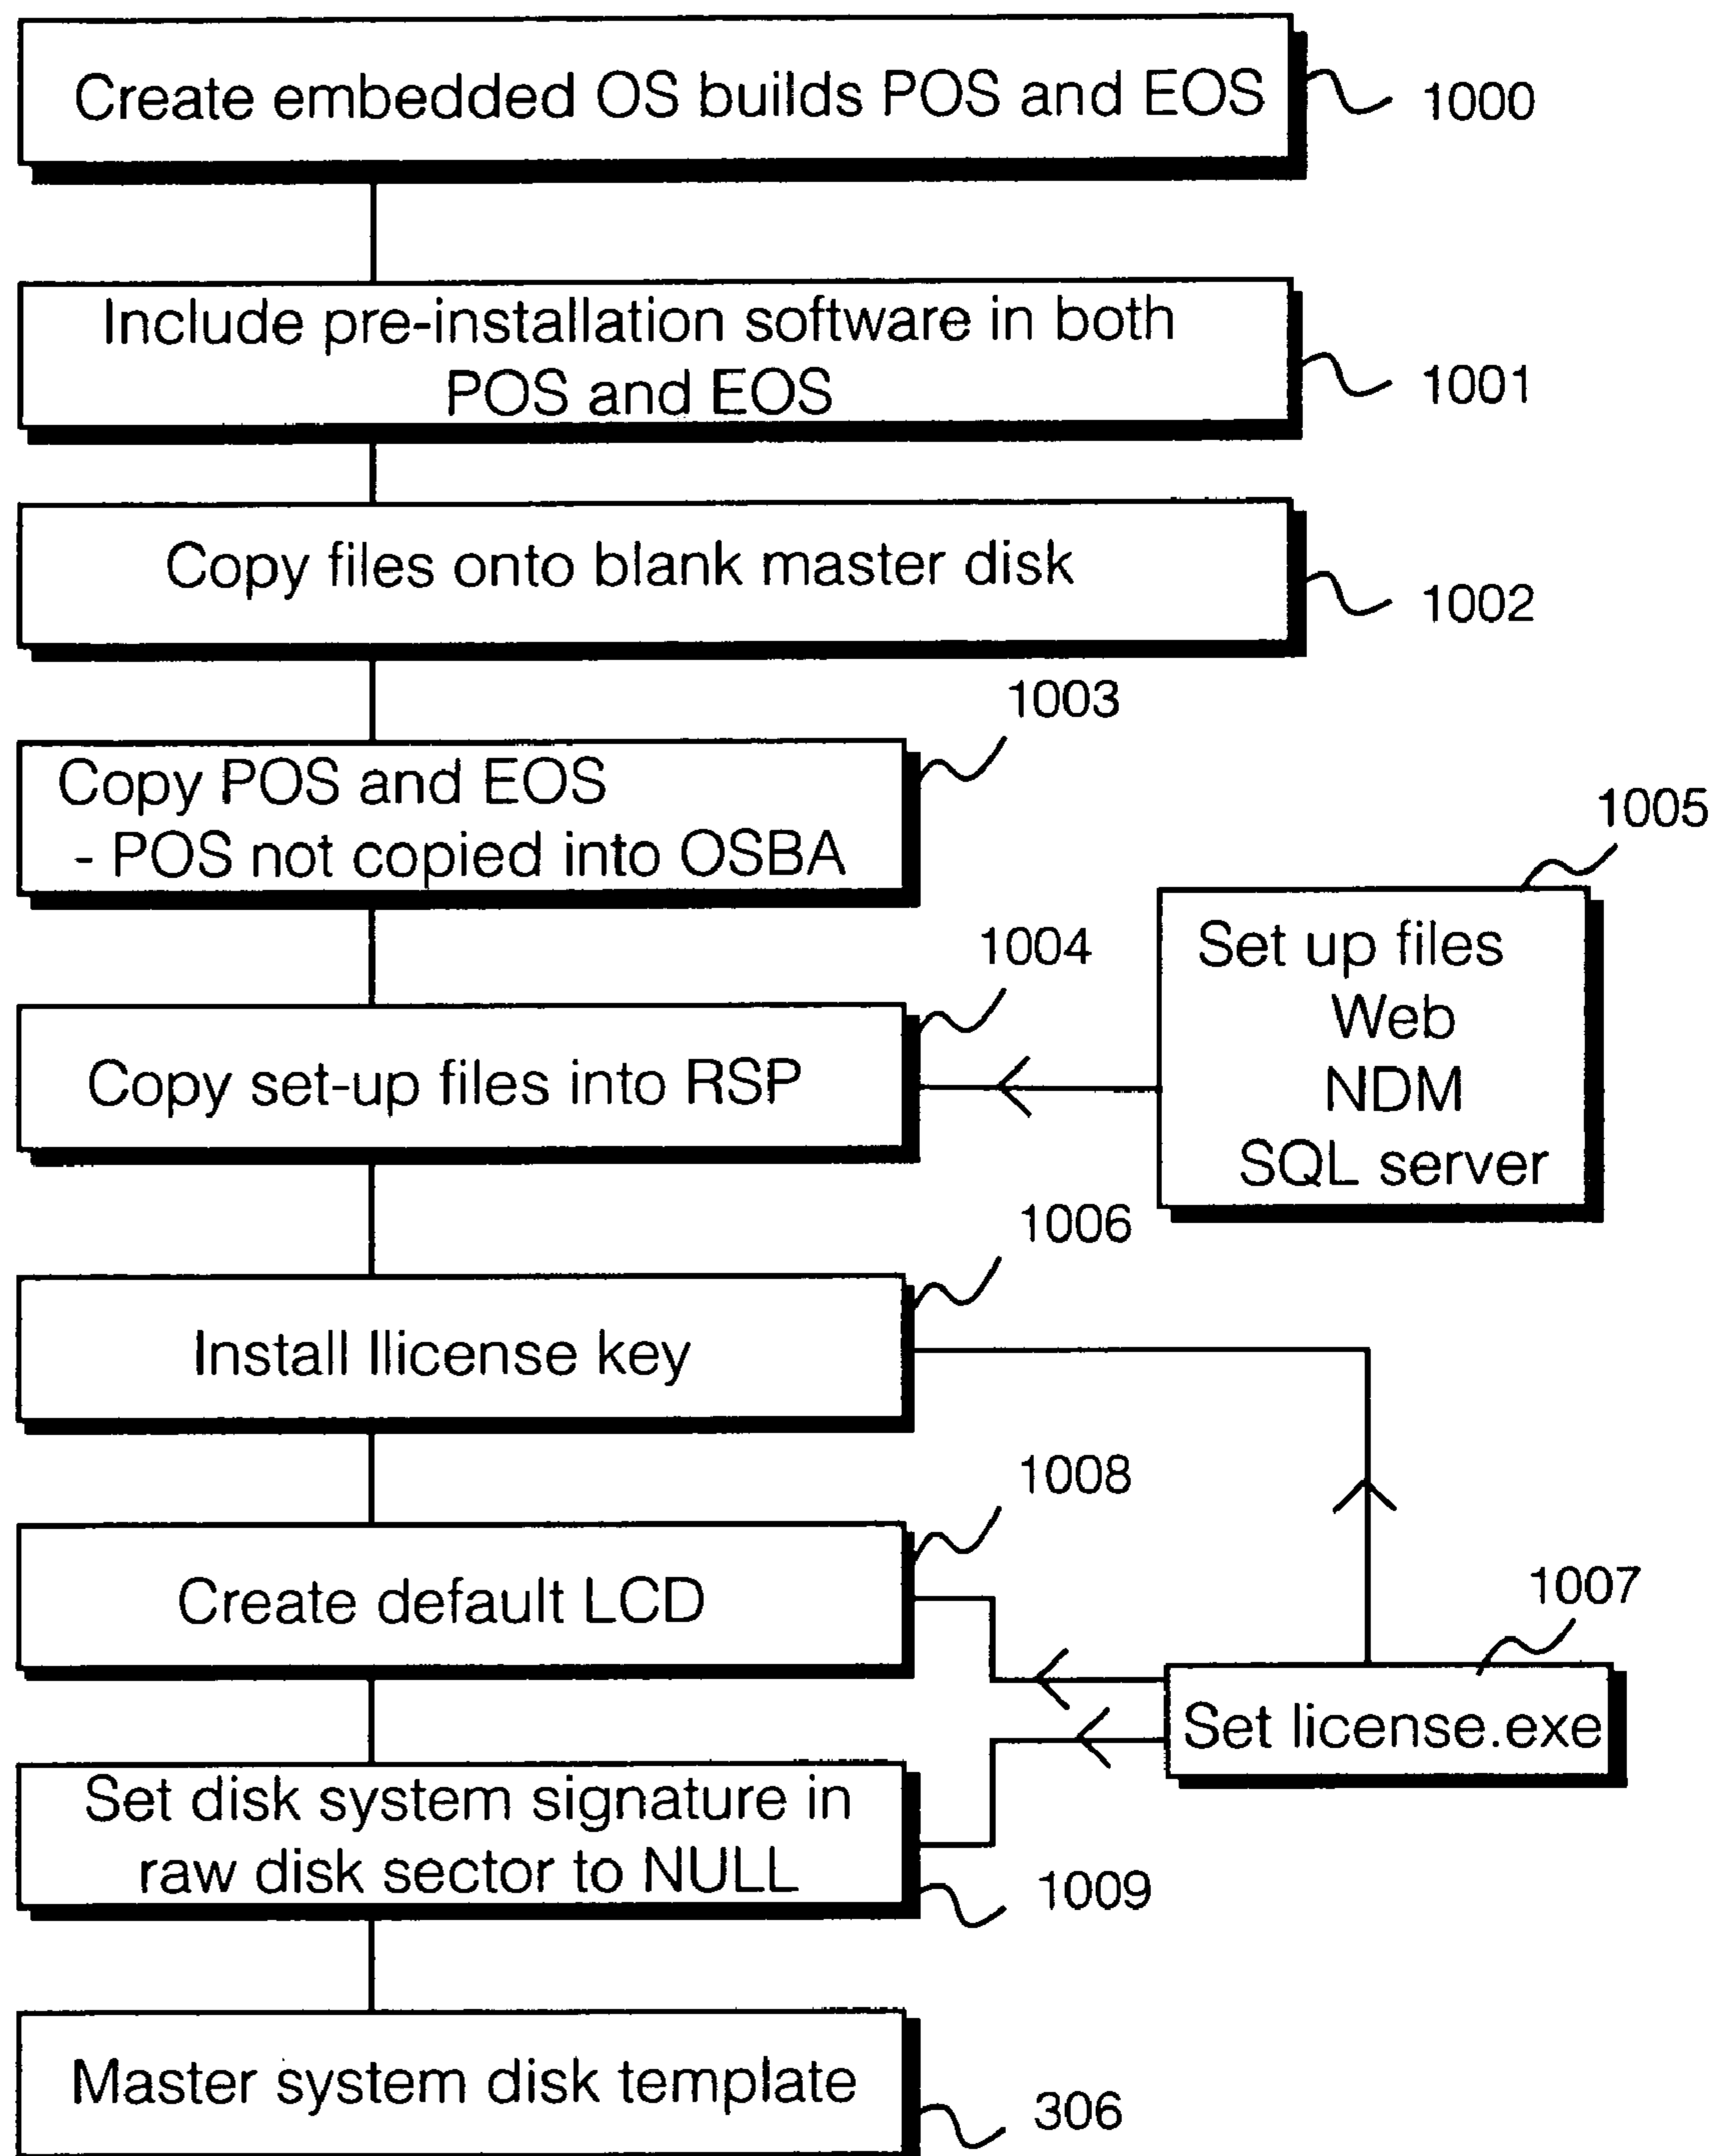 Create embedded OS builds POS and EOS
1000
Include pre-installation software in both
POS and EOS
1001
Copy files onto blank master disk
1002
1003
Copy POS and EOS
- POS not copied into OSBA
1005
Set up files
Web
NDM
SQL server
1004
Copy set-up files into RSP
1006
Install llicense key
1008
Create default LCD
1007
Set license.exe
Set disk system signature in
raw disk sector to NULL
1009
Master system disk template
306